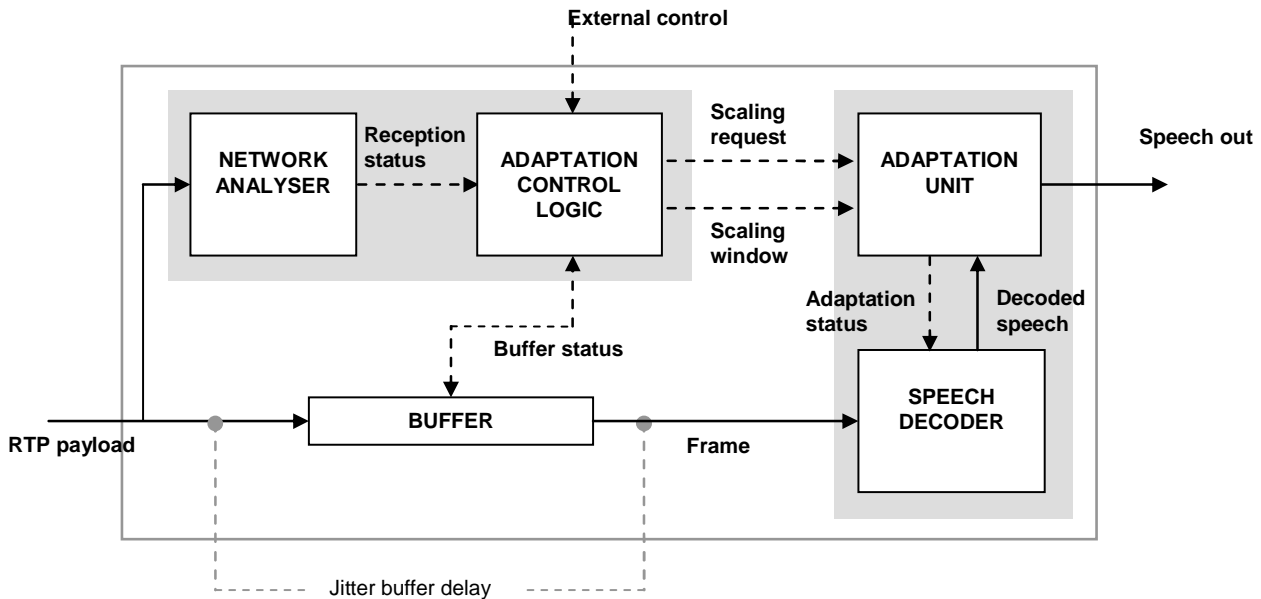 External control
Scaling
request
Speech out
Reception
status
NETWORK
ANALYSER
ADAPTATION
CONTROL
LOGIC
ADAPTATION
UNIT
Scaling
window
Adaptation
status
Decoded
speech
Buffer status
SPEECH
DECODER
BUFFER
RTP payload
Frame
Jitter buffer delay